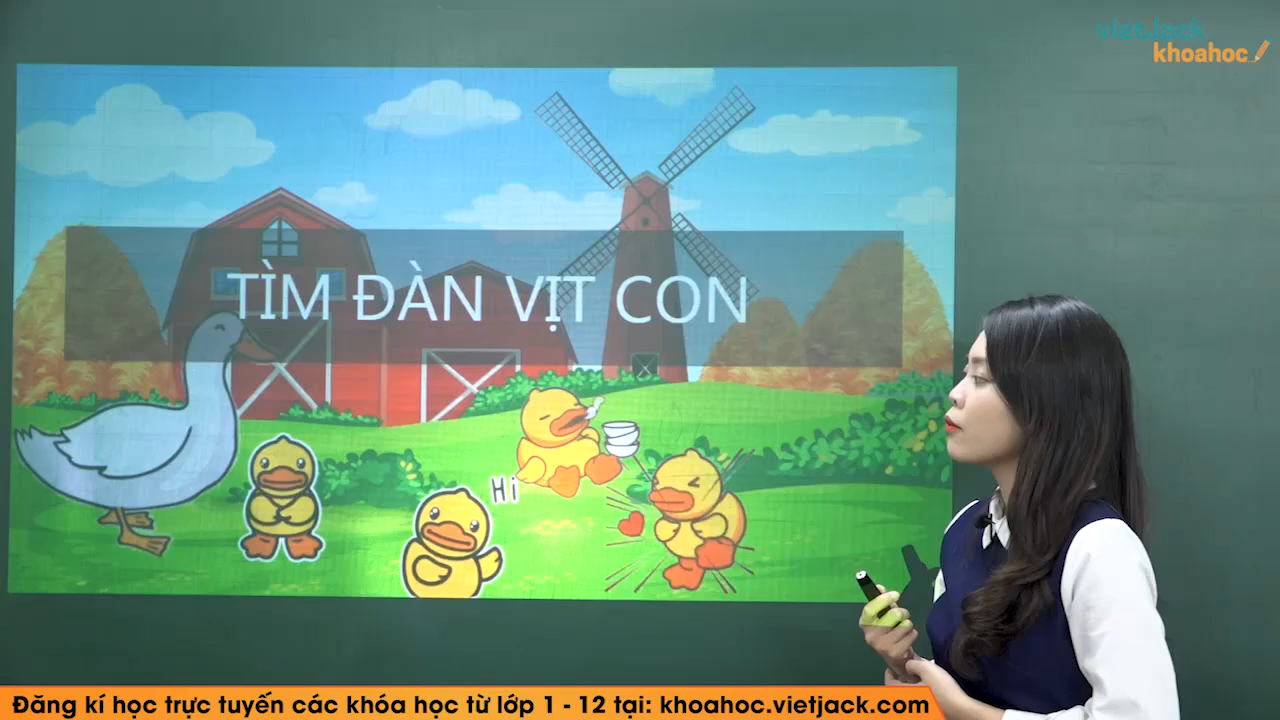 vietJack
khoahoc
TÌM ĐÀN VỊT CON
Hi
Đăng kí học trực tuyến các khóa học từ lớp 1 - 12 tại: khoahoc.vietjack.com